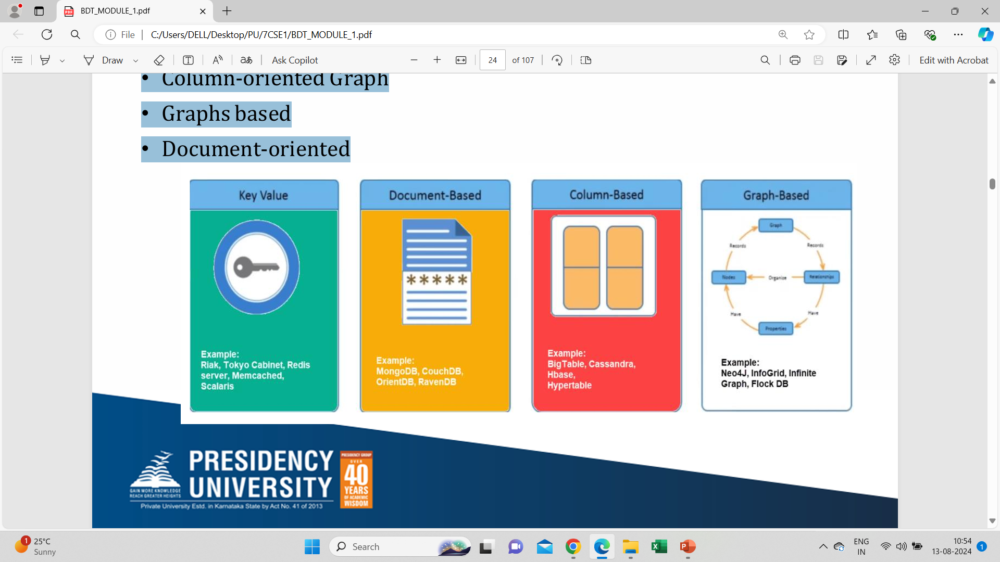 BDT_MODULE_1.pdf
File
C:/Users/DELL/Desktop/PU/7CSE1/BDT_MODULE_1.pdf
Draw
Ask Copilot
24 of 107
Edit with Acrobat
• Column-oriented Graph
• Graphs based
• Document-oriented
Key Value
Example:
Riak, Tokyo Cabinet, Redis
server, Memcached,
Scalaris
Document-Based
*****
Example:
MongoDB, CouchDB,
OrientDB, RavenDB
Column-Based
Example:
BigTable, Cassandra,
Hbase,
Hypertable
Graph-Based
Graph
Records
Records
Nodes
Organize
Relationships
Have
Have
Properties
Example:
Neo4J, InfoGrid, Infinite
Graph, Flock DB
GAIN MORE KNOWLEDGE
REACH GREATER HEIGHTS
PRESIDENCY
UNIVERSITY
Private University Estd. in Karnataka State by Act No. 41 of 2013
PRESIDENCY GROUP
OVER
40
YEARS
OF ACADEMIC
WISDOM
1
25°C
Sunny
Search
ENG
IN
10:54
13-08-2024
1